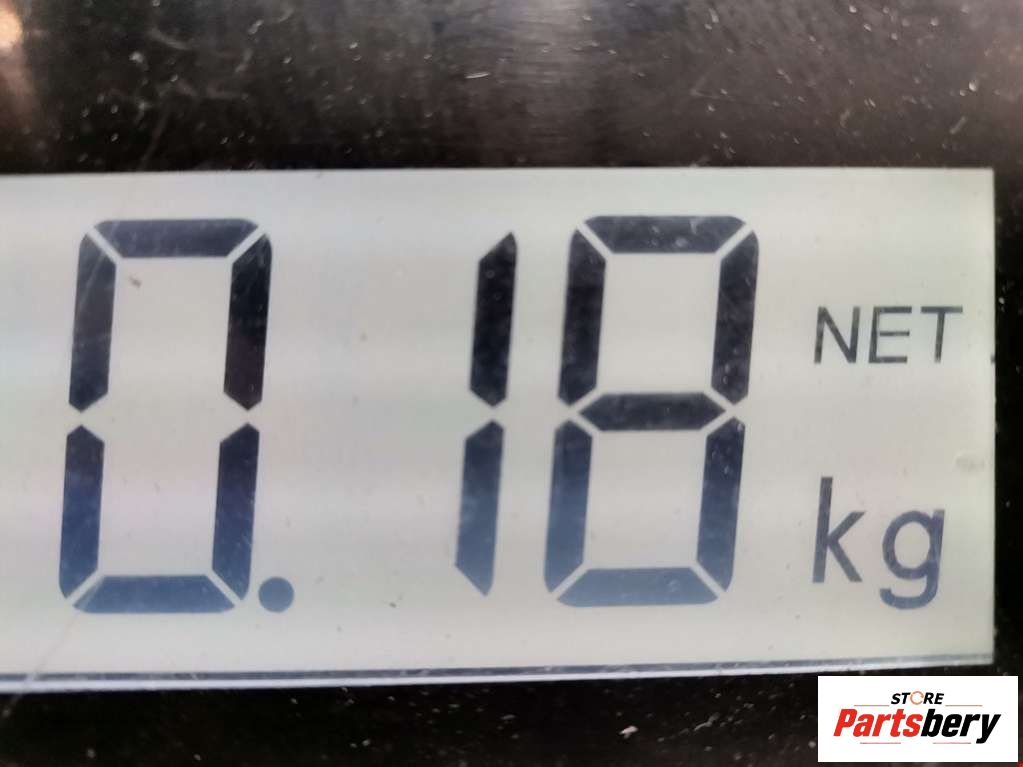 0.18 NET
kg
STORE
Partsbery